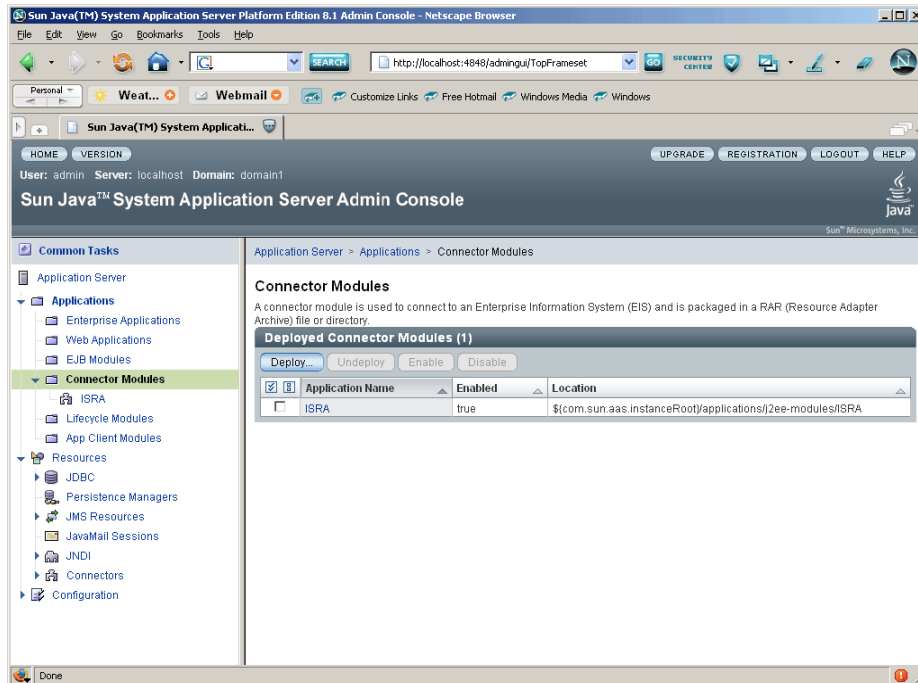 Sun Java(TM) System Application Server Platform Edition 8.1 Admin Console - Netscape Browser
File Edit View Go Bookmarks Tools Help
SEARCH http://localhost:4848/admingui/TopFrameset GO SECURITY CENTER
Personal Weat... Webmail Customize Links Free Hotmail Windows Media Windows
Sun Java(TM) System Applicati...
HOME VERSION UPGRADE REGISTRATION LOGOUT HELP
User: admin Server: localhost Domain: domain1
Sun Java™ System Application Server Admin Console
Java
Sun™ Microsystems, Inc.
Common Tasks
Application Server
Applications
Enterprise Applications
Web Applications
EJB Modules
Connector Modules
ISRA
Lifecycle Modules
App Client Modules
Resources
JDBC
Persistence Managers
JMS Resources
JavaMail Sessions
JNDI
Connectors
Configuration
Application Server > Applications > Connector Modules
Connector Modules
A connector module is used to connect to an Enterprise Information System (EIS) and is packaged in a RAR (Resource Adapter
Archive) file or directory.
Deployed Connector Modules (1)
Deploy... Undeploy Enable Disable
Application Name Enabled Location
ISRA true ${com.sun.aas.instanceRoot}/applications/j2ee-modules/ISRA
Done